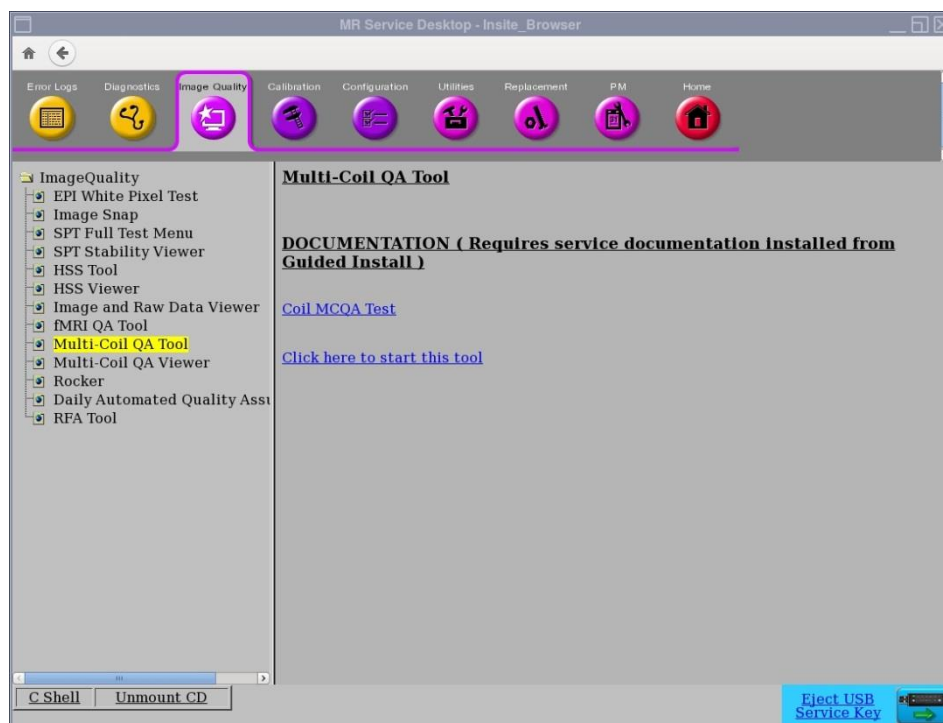 MR Service Desktop - Insite_Browser
Error Logs
Diagnostics
Image Quality
Calibration
Configuration
Utilities
Replacement
PM
Home
ImageQuality
EPI White Pixel Test
Image Snap
SPT Full Test Menu
SPT Stability Viewer
HSS Tool
HSS Viewer
Image and Raw Data Viewer
fMRI QA Tool
Multi-Coil QA Tool
Multi-Coil QA Viewer
Rocker
Daily Automated Quality Assu
RFA Tool
Multi-Coil QA Tool
DOCUMENTATION ( Requires service documentation installed from
Guided Install )
Coil MCQA Test
Click here to start this tool
C Shell
Unmount CD
Eject USB
Service Key